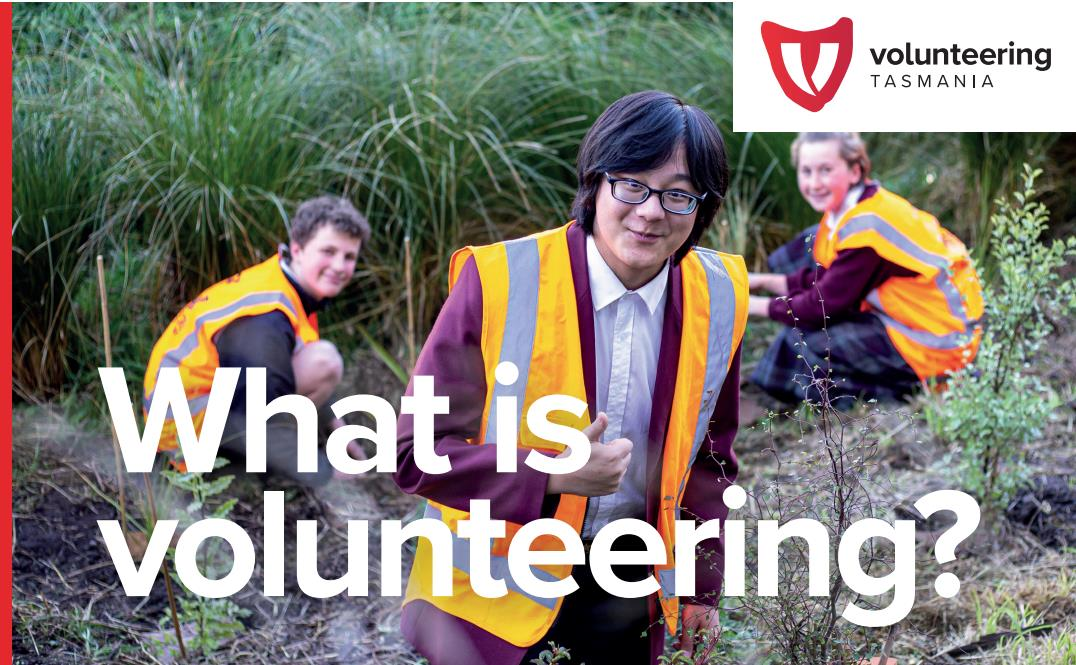 volunteering
TASMANIA
What is
volunteering?